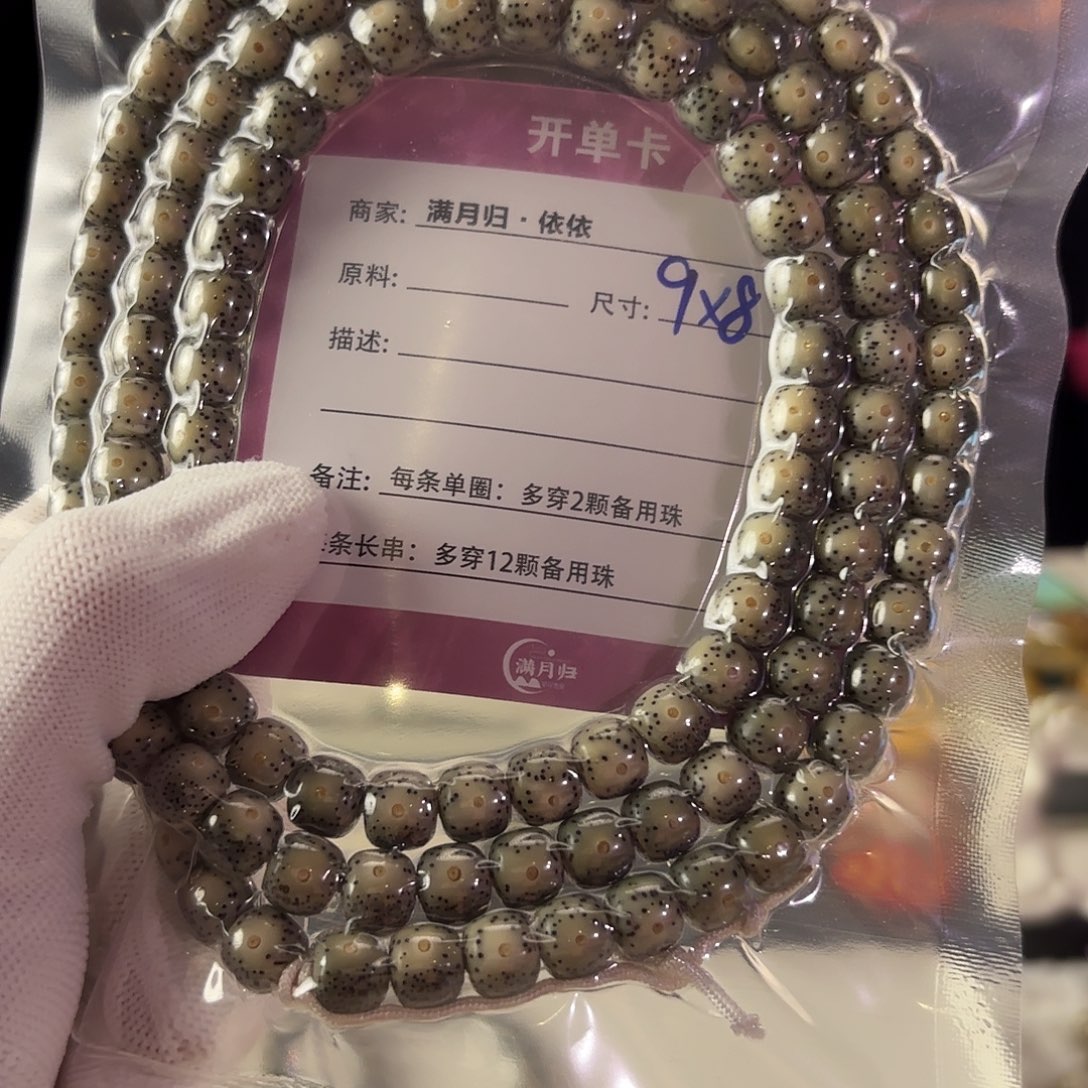 开单卡
商家: 满月归·依依
原料: 尺寸: 9x8
描述:
备注: 每条单圈：多穿2颗备用珠
条长串：多穿12颗备用珠
满月归